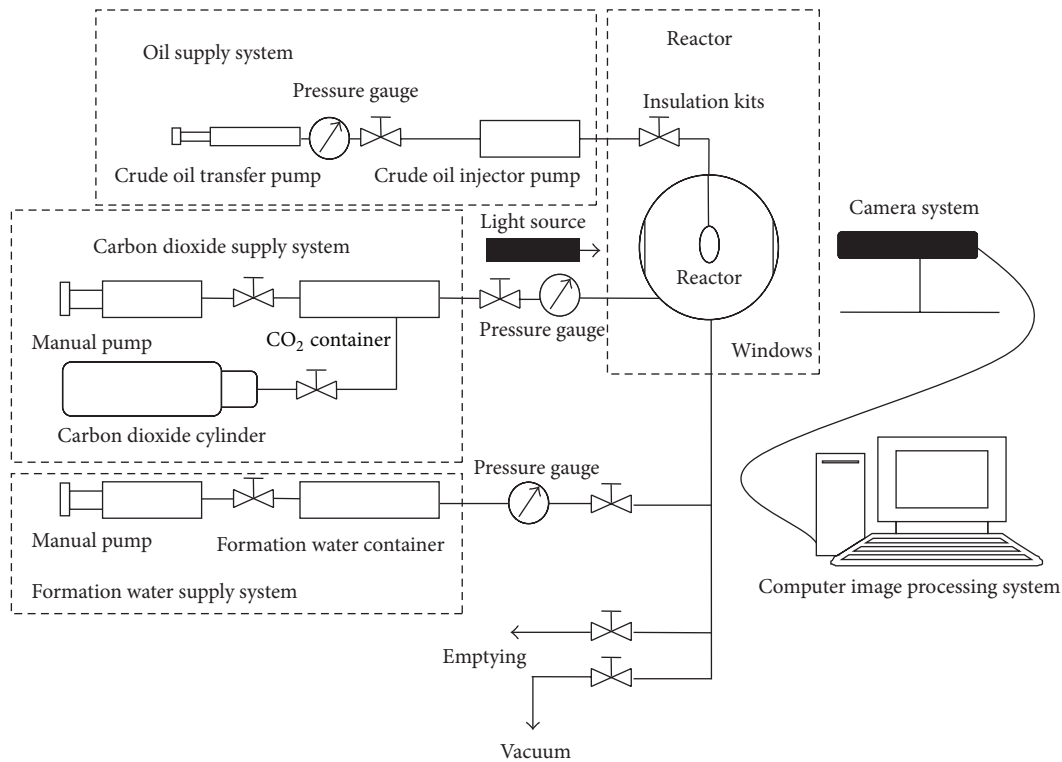 Oil supply system
Reactor
Pressure gauge
Insulation kits
Crude oil transfer pump
Crude oil injector pump
Light source
Camera system
Carbon dioxide supply system
Reactor
Manual pump
CO₂ container
Pressure gauge
Windows
Carbon dioxide cylinder
Pressure gauge
Manual pump
Formation water container
Formation water supply system
Computer image processing system
Emptying
Vacuum